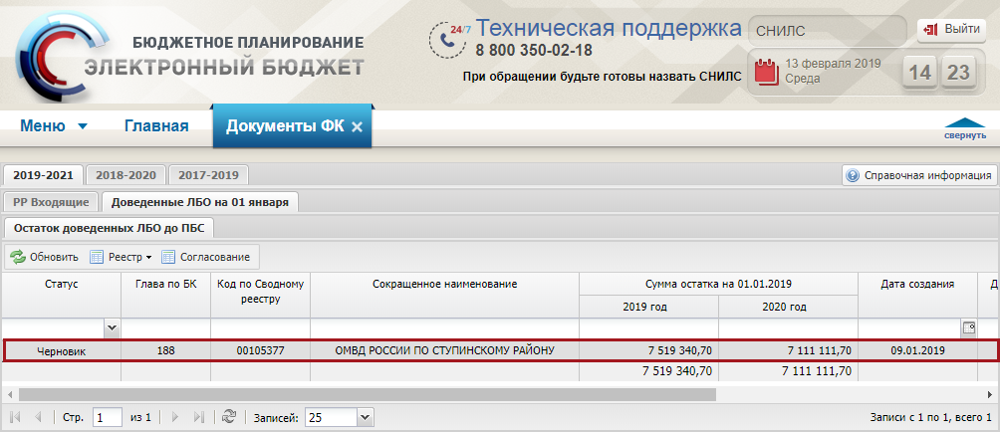 БЮДЖЕТНОЕ ПЛАНИРОВАНИЕ
ЭЛЕКТРОННЫЙ БЮДЖЕТ
24/7
Техническая поддержка
8 800 350-02-18
При обращении будьте готовы назвать СНИЛС
СНИЛС
Выйти
13 февраля 2019
Среда
14 23
Меню Главная Документы ФК
свернуть
2019-2021 2018-2020 2017-2019
Справочная информация
РР Входящие Доведенные ЛБО на 01 января
Остаток доведенных ЛБО до ПБС
Обновить Реестр Согласование
Статус Глава по БК Код по Сводному реестру Сокращенное наименование Сумма остатка на 01.01.2019 Дата создания Д
2019 год 2020 год
Черновик 188 00105377 ОМВД РОССИИ ПО СТУПИНСКОМУ РАЙОНУ 7 519 340,70 7 111 111,70 09.01.2019
7 519 340,70 7 111 111,70
Стр. 1 из 1 Записей: 25 Записи с 1 по 1, всего 1